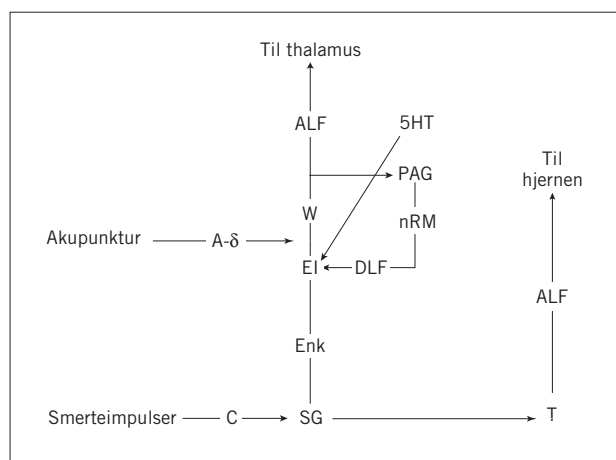 Til thalamus
ALF
5HT
Til
hjernen
PAG
W
nRM
Akupunktur
A-δ
EI
DLF
ALF
Enk
Smerteimpulser
C
SG
T